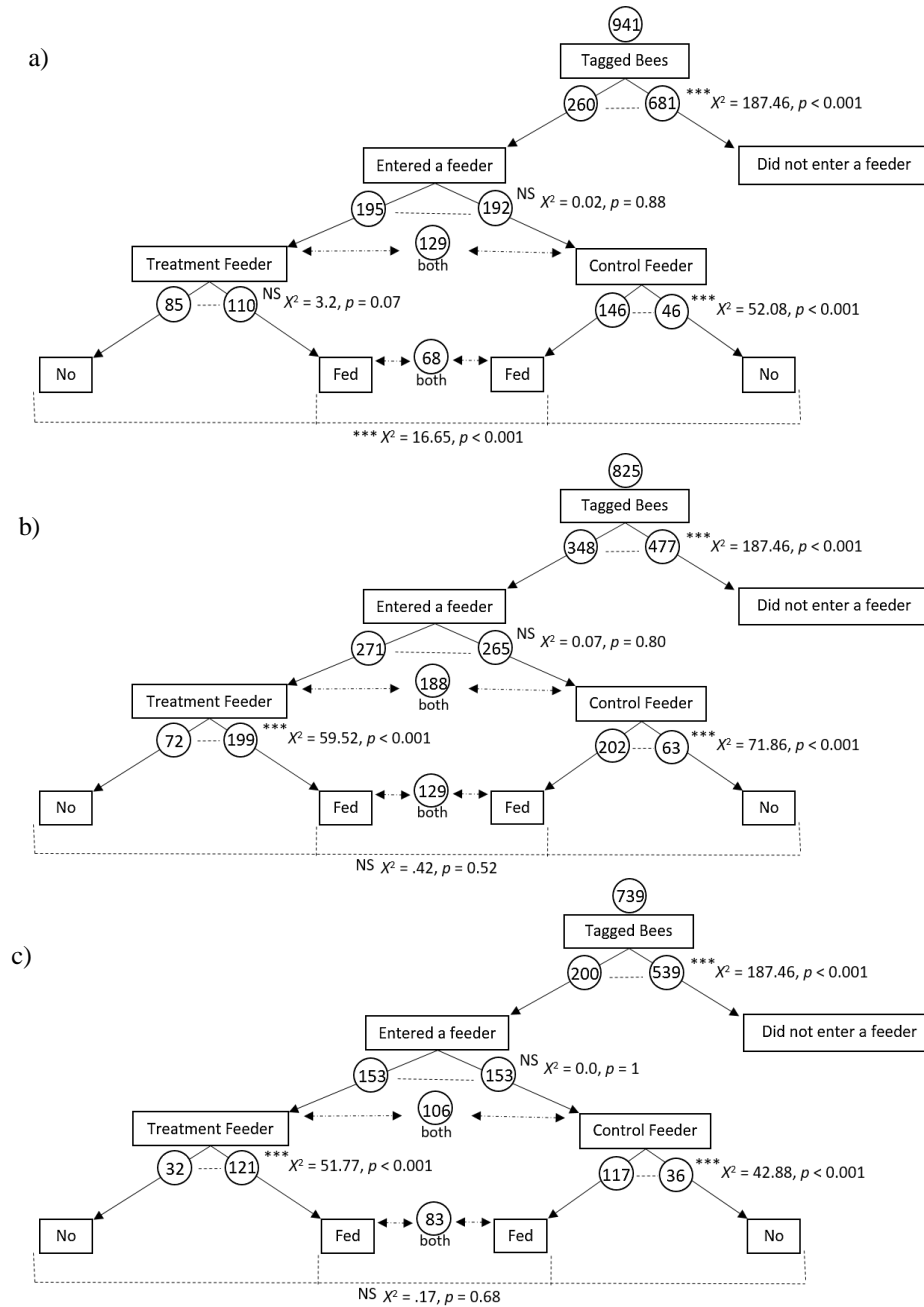 941
a)
Tagged Bees
260 681 ***X² = 187.46, p < 0.001
Entered a feeder Did not enter a feeder
195 192 NS X² = 0.02, p = 0.88
129
both
Treatment Feeder Control Feeder
85 110 NS X² = 3.2, p = 0.07 146 46 ***X² = 52.08, p < 0.001
No Fed 68 Fed No
both
*** X² = 16.65, p < 0.001
825
Tagged Bees
b)
348 477 ***X² = 187.46, p < 0.001
Entered a feeder Did not enter a feeder
271 265 NS X² = 0.07, p = 0.80
188
both
Treatment Feeder Control Feeder
72 199 ***X² = 59.52, p < 0.001 202 63 ***X² = 71.86, p < 0.001
No Fed 129 Fed No
both
NS X² = .42, p = 0.52
739
Tagged Bees
c)
200 539 ***X² = 187.46, p < 0.001
Entered a feeder Did not enter a feeder
153 153 NS X² = 0.0, p = 1
106
both
Treatment Feeder Control Feeder
32 121 ***X² = 51.77, p < 0.001 117 36 ***X² = 42.88, p < 0.001
No Fed 83 Fed No
both
NS X² = .17, p = 0.68